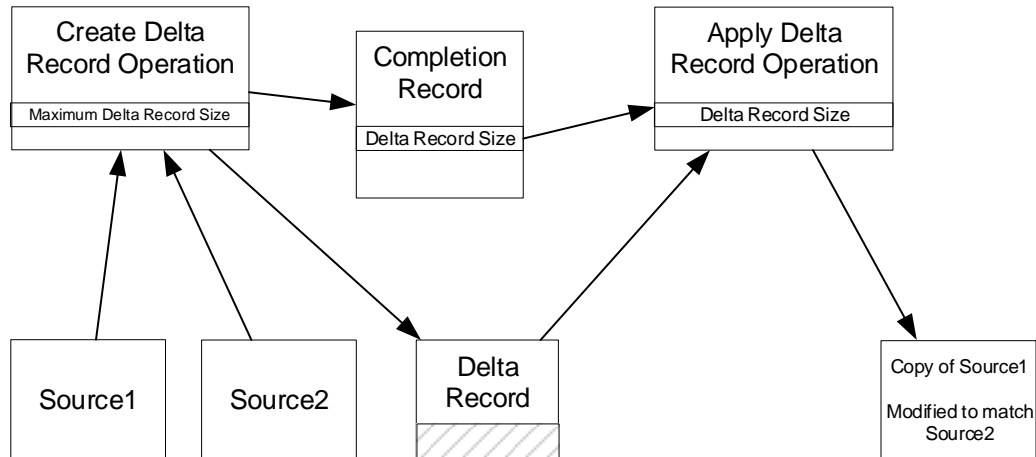 Create Delta
Record Operation
Maximum Delta Record Size
Completion
Record
Delta Record Size
Apply Delta
Record Operation
Delta Record Size
Source1
Source2
Delta
Record
Copy of Source1
Modified to match
Source2